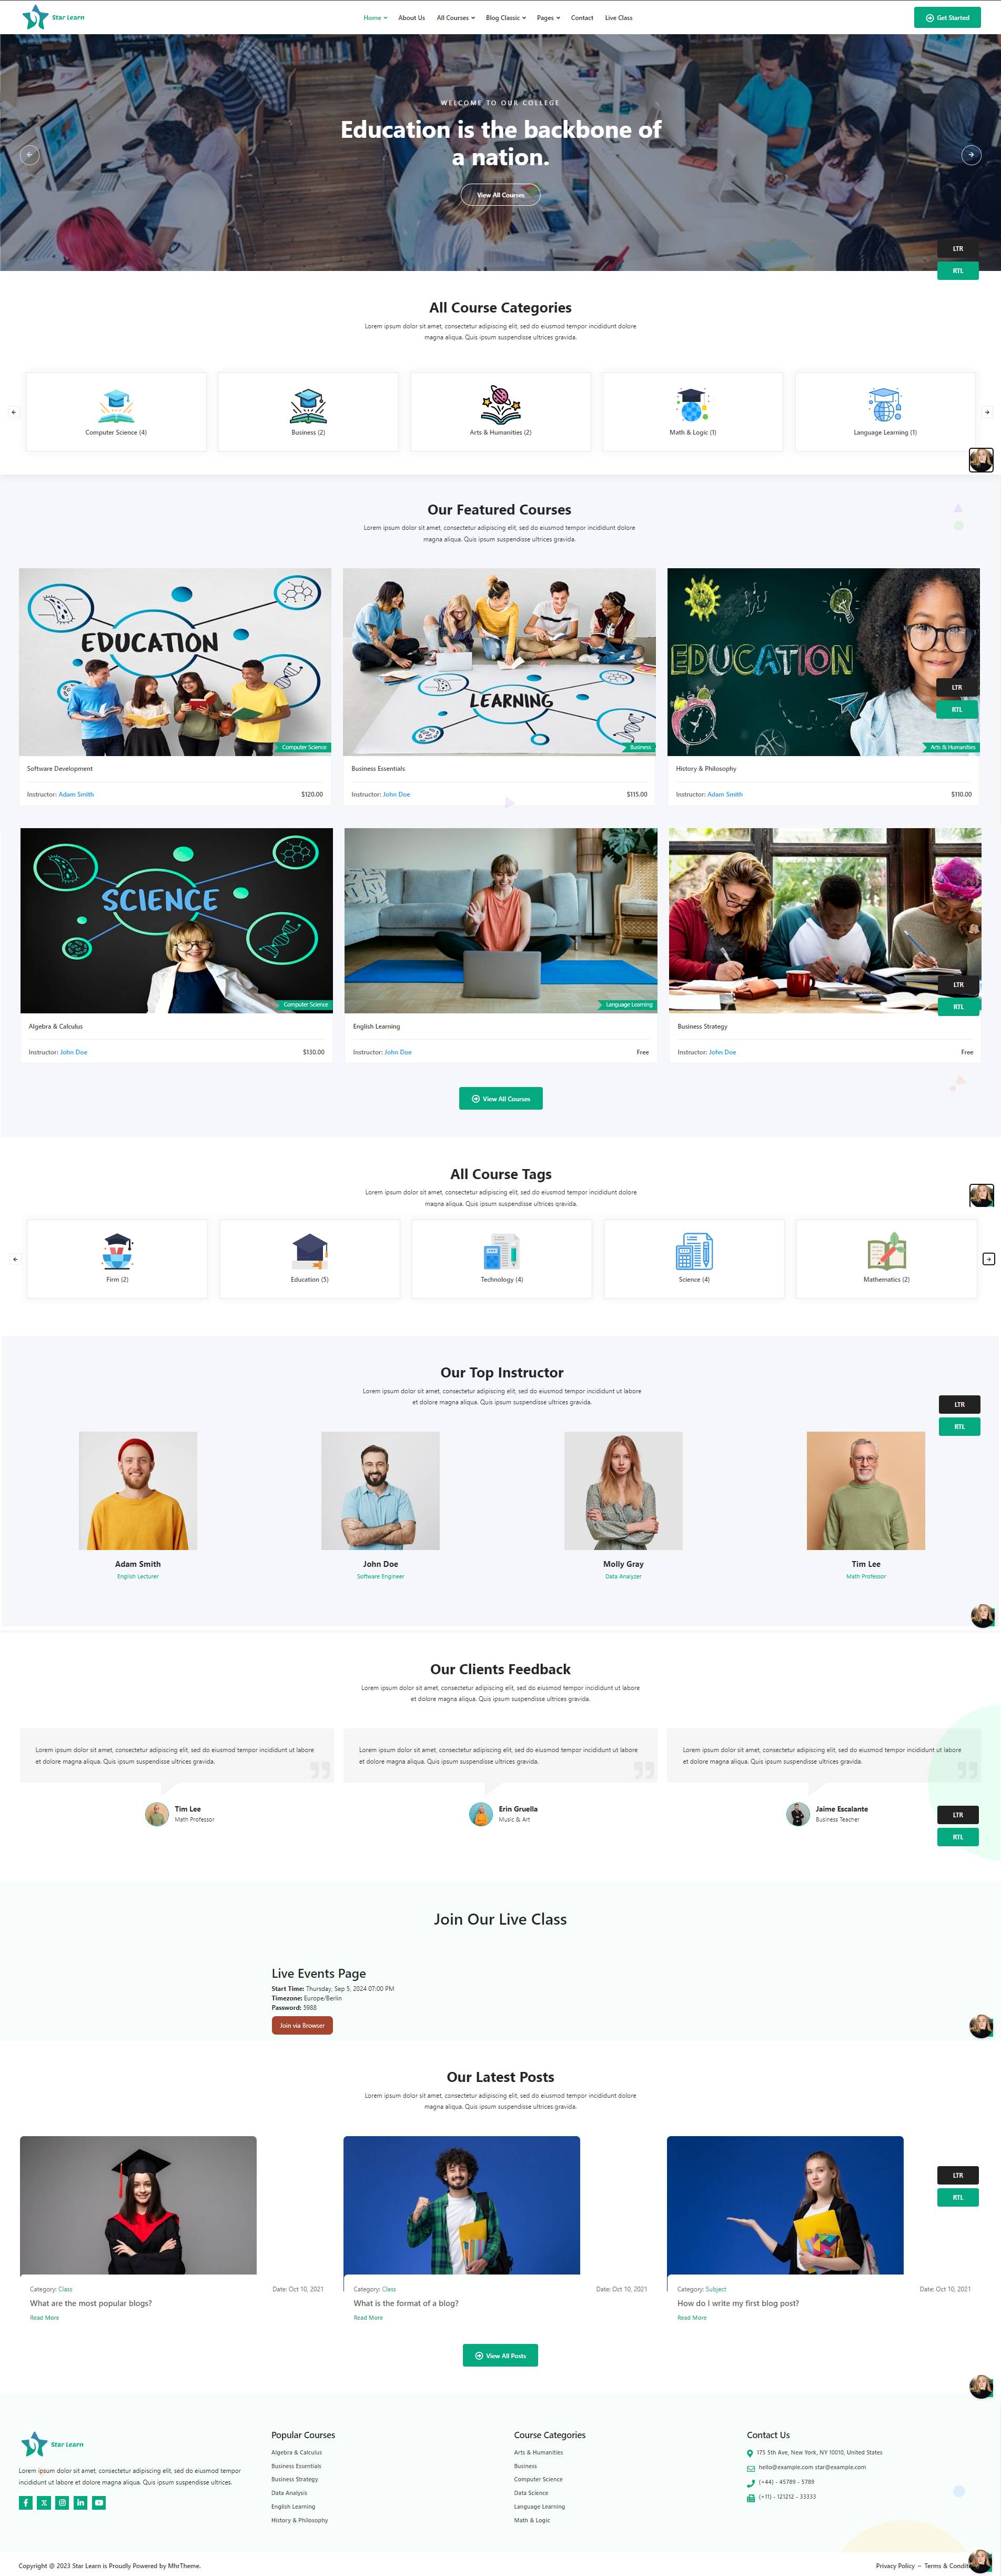 Star Learn
Home
About Us
All Courses
Blog Classic
Pages
Contact
Live Class
Get Started
WELCOME TO OUR COLLEGE
Education is the backbone of
a nation.
View All Courses
LTR
RTL
All Course Categories
Lorem ipsum dolor sit amet, consectetur adipiscing elit, sed do eiusmod tempor incididunt dolore
magna aliqua. Quis ipsum suspendisse ultrices gravida.
Computer Science (4)
Business (2)
Arts & Humanities (2)
Math & Logic (1)
Language Learning (1)
Our Featured Courses
Lorem ipsum dolor sit amet, consectetur adipiscing elit, sed do eiusmod tempor incididunt dolore
magna aliqua. Quis ipsum suspendisse ultrices gravida.
EDUCATION
Computer Science
LEARNING
Business
EDUCATION
LTR
RTL
Arts & Humanities
Software Development
Instructor: Adam Smith
$120.00
Business Essentials
Instructor: John Doe
$115.00
History & Philosophy
Instructor: Adam Smith
$110.00
SCIENCE
Computer Science
Language Learning
LTR
RTL
Algebra & Calculus
Instructor: John Doe
$130.00
English Learning
Instructor: John Doe
Free
Business Strategy
Instructor: John Doe
Free
View All Courses
All Course Tags
Lorem ipsum dolor sit amet, consectetur adipiscing elit, sed do eiusmod tempor incididunt dolore
magna aliqua. Quis ipsum suspendisse ultrices gravida.
Firm (2)
Education (5)
Technology (4)
Science (4)
Mathematics (2)
Our Top Instructor
Lorem ipsum dolor sit amet, consectetur adipiscing elit, sed do eiusmod tempor incididunt ut labore
et dolore magna aliqua. Quis ipsum suspendisse ultrices gravida.
LTR
RTL
Adam Smith
English Lecturer
John Doe
Software Engineer
Molly Gray
Data Analyzer
Tim Lee
Math Professor
Our Clients Feedback
Lorem ipsum dolor sit amet, consectetur adipiscing elit, sed do eiusmod tempor incididunt ut labore
et dolore magna aliqua. Quis ipsum suspendisse ultrices gravida.
Lorem ipsum dolor sit amet, consectetur adipiscing elit, sed do eiusmod tempor incididunt ut labore
et dolore magna aliqua. Quis ipsum suspendisse ultrices gravida.
Tim Lee
Math Professor
Lorem ipsum dolor sit amet, consectetur adipiscing elit, sed do eiusmod tempor incididunt ut labore
et dolore magna aliqua. Quis ipsum suspendisse ultrices gravida.
Erin Gruella
Music & Art
Lorem ipsum dolor sit amet, consectetur adipiscing elit, sed do eiusmod tempor incididunt ut labore
et dolore magna aliqua. Quis ipsum suspendisse ultrices gravida.
Jaime Escalante
Business Teacher
LTR
RTL
Join Our Live Class
Live Events Page
Start Time: Thursday, Sep 5, 2024 07:00 PM
Timezone: Europe/Berlin
Password: 5988
Join via Browser
Our Latest Posts
Lorem ipsum dolor sit amet, consectetur adipiscing elit, sed do eiusmod tempor incididunt dolore
magna aliqua. Quis ipsum suspendisse ultrices gravida.
LTR
RTL
Category: Class
Date: Oct 10, 2021
What are the most popular blogs?
Read More
Category: Class
Date: Oct 10, 2021
What is the format of a blog?
Read More
Category: Subject
Date: Oct 10, 2021
How do I write my first blog post?
Read More
View All Posts
Star Learn
Lorem ipsum dolor sit amet, consectetur adipiscing elit, sed do eiusmod tempor
incididunt ut labore et dolore magna aliqua. Quis ipsum suspendisse ultrices.
Popular Courses
Algebra & Calculus
Business Essentials
Business Strategy
Data Analysis
English Learning
History & Philosophy
Course Categories
Arts & Humanities
Business
Computer Science
Data Science
Language Learning
Math & Logic
Contact Us
175 5th Ave, New York, NY 10010, United States
hello@example.com star@example.com
(+44) - 45789 - 5789
(+11) - 121212 - 33333
Copyright @ 2023 Star Learn is Proudly Powered by MhrTheme.
Privacy Policy – Terms &